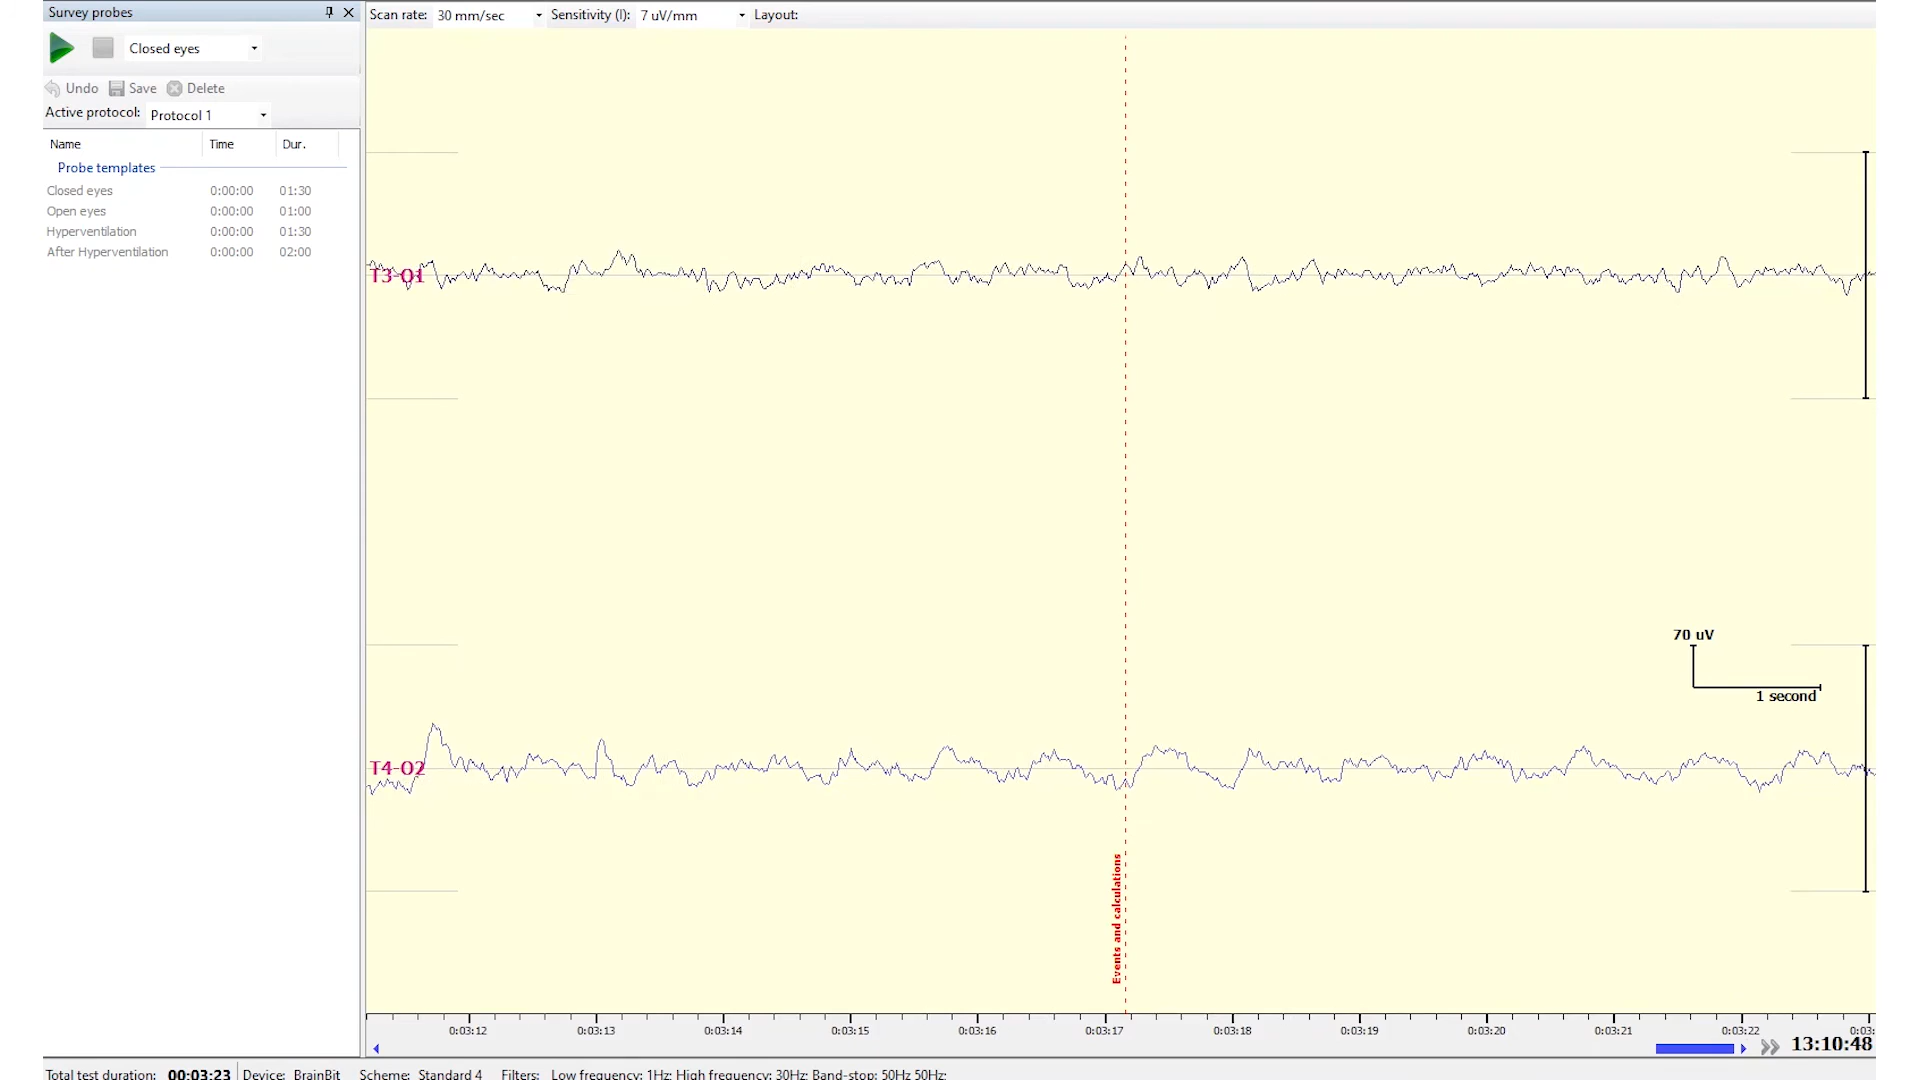 Survey probes
Scan rate: 30 mm/sec Sensitivity (I): 7 uV/mm Layout:
Closed eyes
Undo Save Delete
Active protocol: Protocol 1
Name Time Dur.
Probe templates
Closed eyes 0:00:00 01:30
Open eyes 0:00:00 01:00
Hyperventilation 0:00:00 01:30
After Hyperventilation 0:00:00 02:00
T3-O1
70 uV
1 second
T4-O2
Events and calculations
0:03:12 0:03:13 0:03:14 0:03:15 0:03:16 0:03:17 0:03:18 0:03:19 0:03:20 0:03:21 0:03:22 0:03:
13:10:48
Total test duration: 00:03:23 Device: BrainBit Scheme: Standard 4 Filters: Low frequency: 1Hz; High frequency: 30Hz; Band-stop: 50Hz 50Hz;